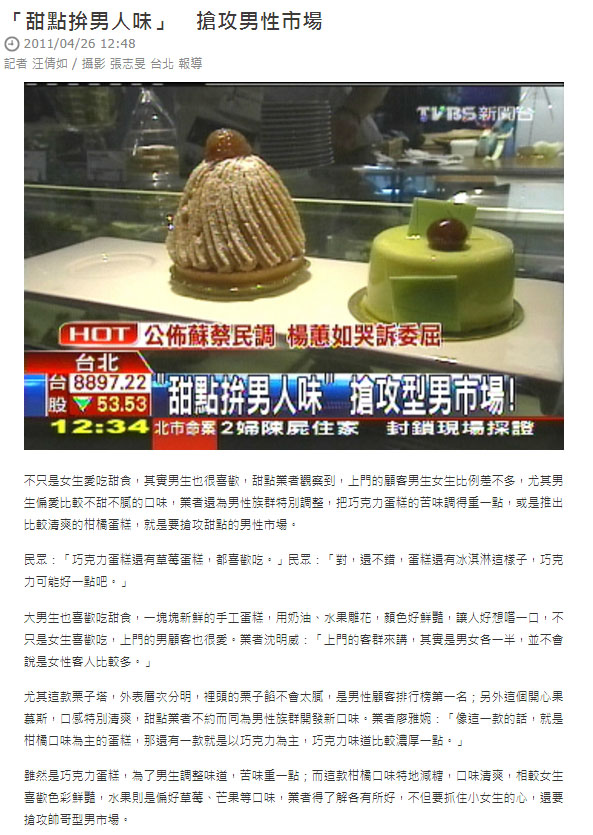 「甜點拚男人味」　搶攻男性市場
2011/04/26 12:48
記者 汪倩如 / 攝影 張志旻 台北 報導
TVBS新聞台
HOT 公佈蘇蔡民調 楊蕙如哭訴委屈
台北
台股 8897.22 ▼ 53.53
"甜點拚男人味" 搶攻型男市場!
12:34 北市命案 2婦陳屍住家 封鎖現場採證
不只是女生愛吃甜食，其實男生也很喜歡，甜點業者觀察到，上門的顧客男生女生比例差不多，尤其男
生偏愛比較不甜不膩的口味，業者還為男性族群特別調整，把巧克力蛋糕的苦味調得重一點，或是推出
比較清爽的柑橘蛋糕，就是要搶攻甜點的男性市場。
民眾：「巧克力蛋糕還有草莓蛋糕，都喜歡吃。」民眾：「對，還不錯，蛋糕還有冰淇淋這樣子，巧克
力可能好一點吧。」
大男生也喜歡吃甜食，一塊塊新鮮的手工蛋糕，用奶油、水果雕花，顏色好鮮豔，讓人好想嚐一口，不
只是女生喜歡吃，上門的男顧客也很愛。業者沈明威：「上門的客群來講，其實是男女各一半，並不會
說是女性客人比較多。」
尤其這款栗子塔，外表層次分明，裡頭的栗子餡不會太膩，是男性顧客排行榜第一名；另外這個開心果
慕斯，口感特別清爽，甜點業者不約而同為男性族群開發新口味。業者廖雅婉：「像這一款的話，就是
柑橘口味為主的蛋糕，那還有一款就是以巧克力為主，巧克力味道比較濃厚一點。」
雖然是巧克力蛋糕，為了男生調整味道，苦味重一點；而這款柑橘口味特地減糖，口味清爽，相較女生
喜歡色彩鮮豔，水果則是偏好草莓、芒果等口味，業者得了解各有所好，不但要抓住小女生的心，還要
搶攻帥哥型男市場。